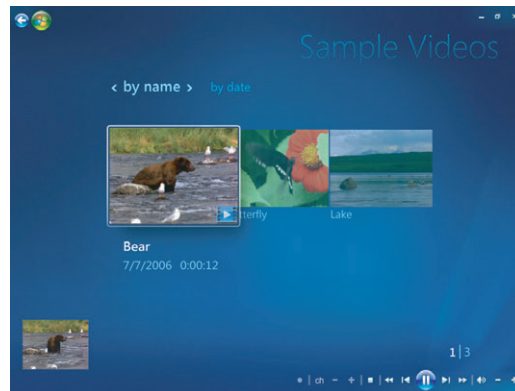 Sample Videos
‹ by name › by date
tterfly
Lake
Bear
7/7/2006 0:00:12
1|3
ch